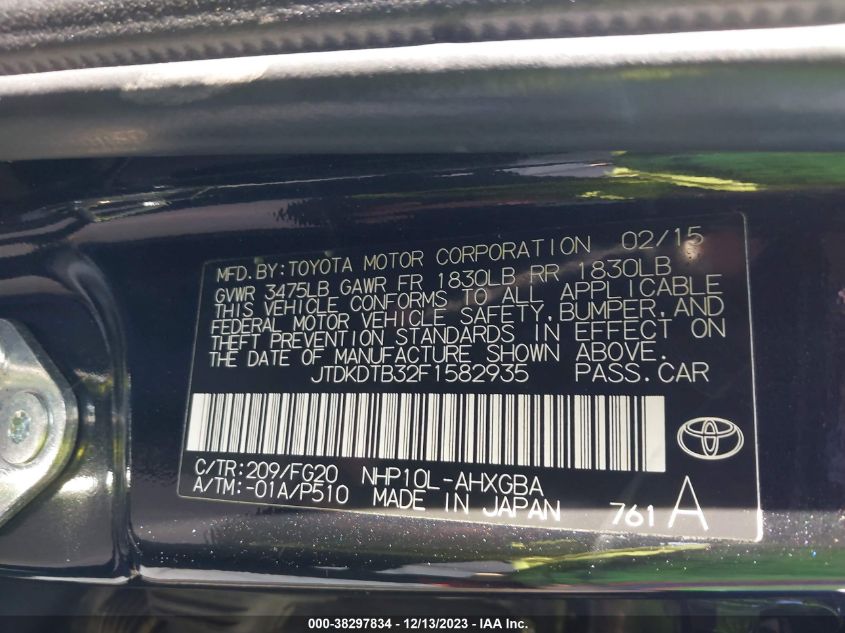 MFD. BY: TOYOTA MOTOR CORPORATION 02/15
GVWR 3475LB GAWR FR 1830LB RR 1830LB
THIS VEHICLE CONFORMS TO ALL APPLICABLE
FEDERAL MOTOR VEHICLE SAFETY, BUMPER, AND
THEFT PREVENTION STANDARDS IN EFFECT ON
THE DATE OF MANUFACTURE SHOWN ABOVE.
JTDKDTB32F1582935 PASS.CAR
C/TR:209/FG20 NHP10L-AHXGBA
A/TM:-01A/P510 MADE IN JAPAN 761A
000-38297834 - 12/13/2023 - IAA Inc.